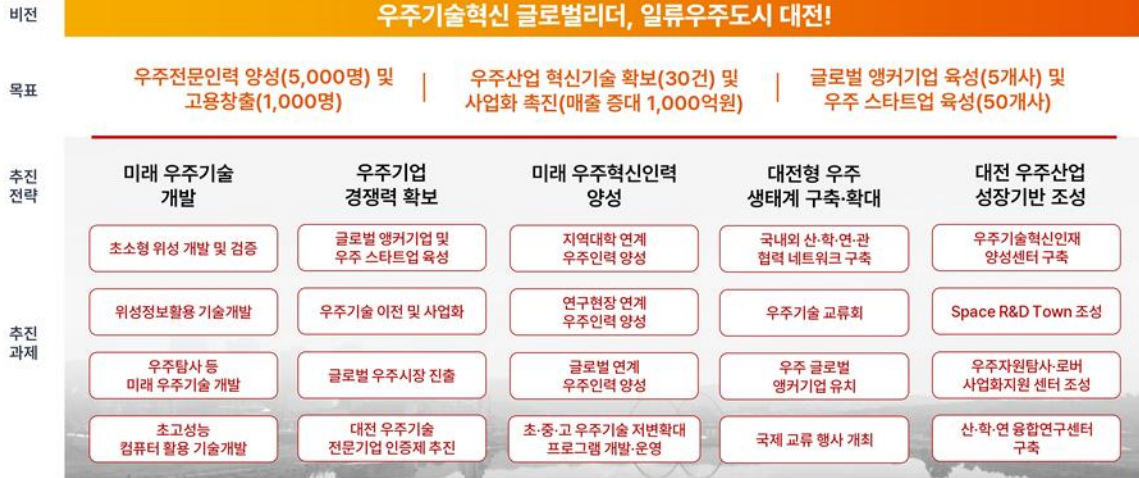 비전
우주기술혁신 글로벌리더, 일류우주도시 대전!
목표
우주전문인력 양성(5,000명) 및
고용창출(1,000명)
우주산업 혁신기술 확보(30건) 및
사업화 촉진(매출 증대 1,000억원)
글로벌 앵커기업 육성(5개사) 및
우주 스타트업 육성(50개사)
추진
전략
미래 우주기술
개발
우주기업
경쟁력 확보
미래 우주혁신인력
양성
대전형 우주
생태계 구축·확대
대전 우주산업
성장기반 조성
추진
과제
초소형 위성 개발 및 검증
글로벌 앵커기업 및
우주 스타트업 육성
지역대학 연계
우주인력 양성
국내외 산·학·연·관
협력 네트워크 구축
우주기술혁신인재
양성센터 구축
위성정보활용 기술개발
우주기술 이전 및 사업화
연구현장 연계
우주인력 양성
우주기술 교류회
Space R&D Town 조성
우주탐사 등
미래 우주기술 개발
글로벌 우주시장 진출
글로벌 연계
우주인력 양성
우주 글로벌
앵커기업 유치
우주자원탐사·로버
사업화지원 센터 조성
초고성능
컴퓨터 활용 기술개발
대전 우주기술
전문기업 인증제 추진
초·중·고 우주기술 저변확대
프로그램 개발·운영
국제 교류 행사 개최
산·학·연 융합연구센터
구축